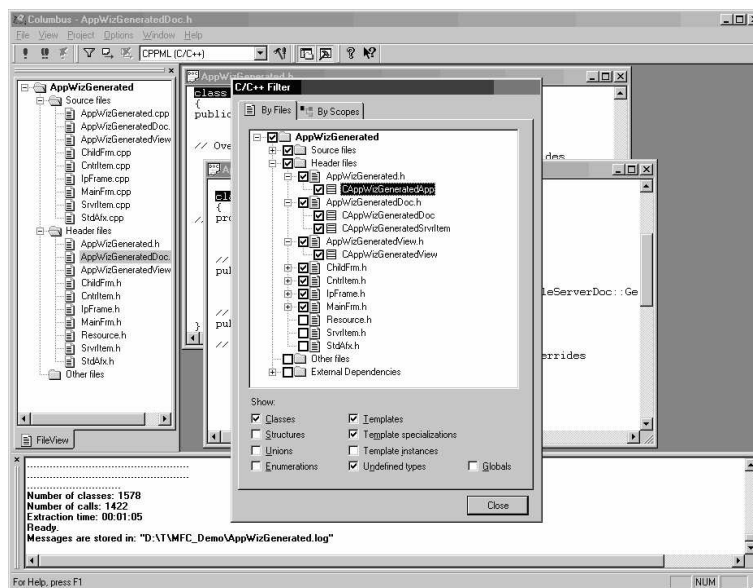 Columbus - AppWizGeneratedDoc.h
File View Project Options Window Help
CPPML (C/C++)
AppWizGenerated
Source files
AppWizGenerated.cpp
AppWizGeneratedDoc.
AppWizGeneratedView
ChildFrm.cpp
CntrItem.cpp
IpFrame.cpp
MainFrm.cpp
SrvrItem.cpp
StdAfx.cpp
Header files
AppWizGenerated.h
AppWizGeneratedDoc.
AppWizGeneratedView
ChildFrm.h
CntrItem.h
IpFrame.h
MainFrm.h
Resource.h
SrvrItem.h
StdAfx.h
Other files
FileView
AppWizGenerated.h
class
{
public
// Ove
des
cla
{
// pro
//
pub
leServerDoc::Ge
//
} pub
//
errides
C/C++ Filter
By Files
By Scopes
AppWizGenerated
Source files
Header files
AppWizGenerated.h
CAppWizGeneratedApp
AppWizGeneratedDoc.h
CAppWizGeneratedDoc
CAppWizGeneratedSrvrItem
AppWizGeneratedView.h
CAppWizGeneratedView
ChildFrm.h
CntrItem.h
IpFrame.h
MainFrm.h
Resource.h
SrvrItem.h
StdAfx.h
Other files
External Dependencies
Show:
Classes
Templates
Structures
Template specializations
Unions
Template instances
Enumerations
Undefined types
Globals
Close
Number of classes: 1578
Number of calls: 1422
Extraction time: 00:01:05
Ready.
Messages are stored in: "D:\T\MFC_Demo\AppWizGenerated.log"
For Help, press F1
NUM